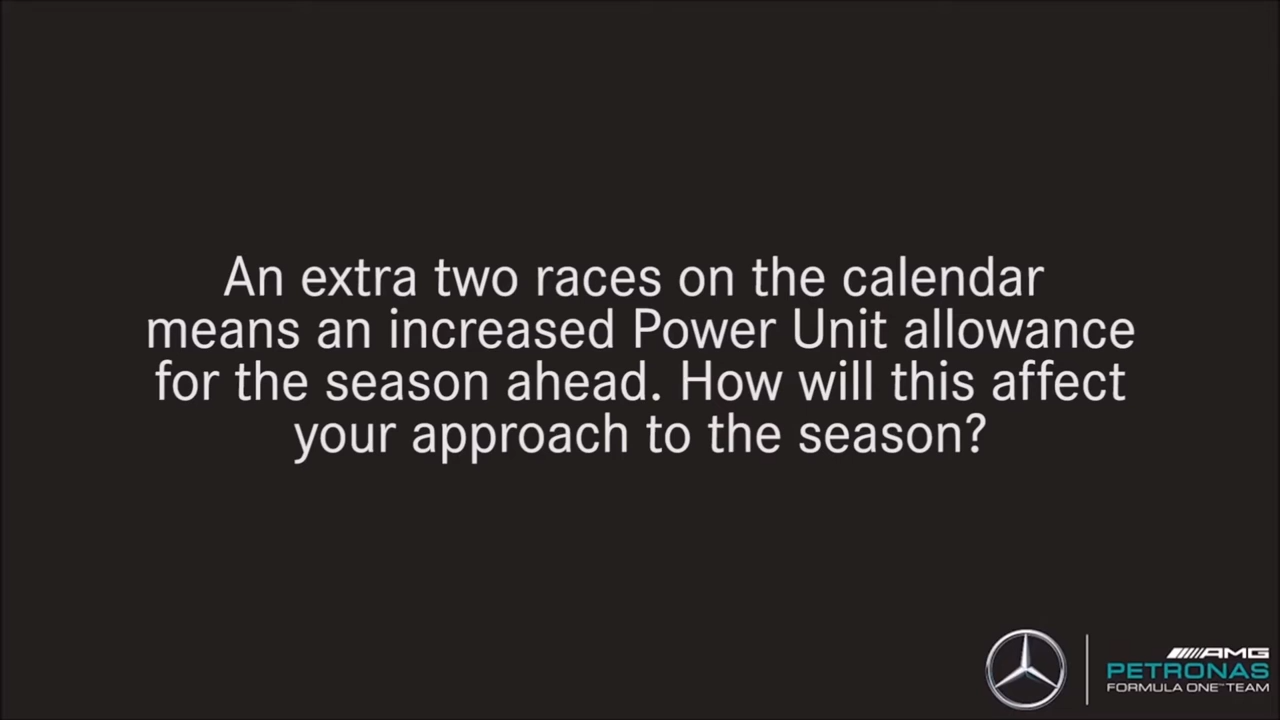 An extra two races on the calendar
means an increased Power Unit allowance
for the season ahead. How will this affect
your approach to the season?
AMG
PETRONAS
FORMULA ONE™ TEAM